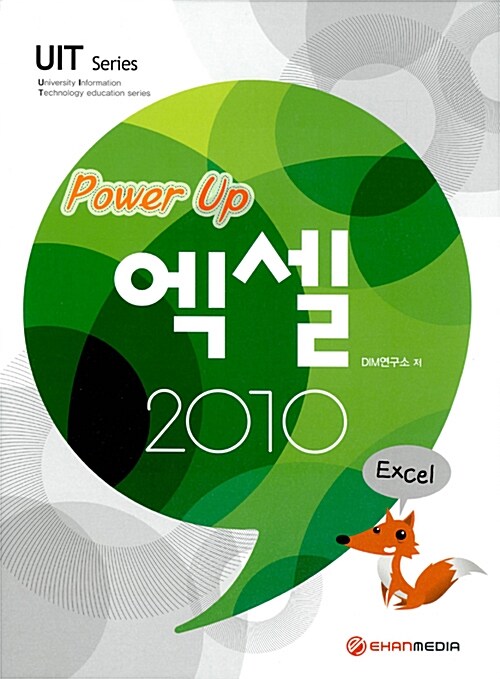 UIT Series
University Information
Technology education series
Power Up
엑셀
DIM연구소 저
2010
Excel
EHANMEDIA